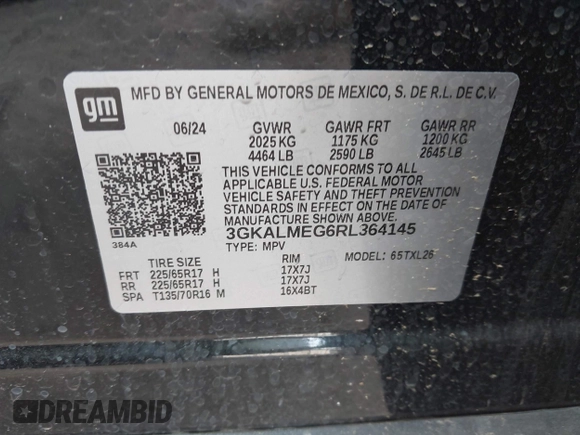 gm
MFD BY GENERAL MOTORS DE MEXICO, S. DE R.L. DE C.V.
06/24 GVWR GAWR FRT GAWR RR
2025 KG 1175 KG 1200 KG
4464 LB 2590 LB 2645 LB
THIS VEHICLE CONFORMS TO ALL
APPLICABLE U.S. FEDERAL MOTOR
VEHICLE SAFETY AND THEFT PREVENTION
STANDARDS IN EFFECT ON THE DATE OF
MANUFACTURE SHOWN ABOVE.
3GKALMEG6RL364145
384A TYPE: MPV MODEL: 65TXL26
TIRE SIZE RIM
FRT 225/65R17 H 17X7J
RR 225/65R17 H 17X7J
SPA T135/70R16 M 16X4BT
DREAMBID